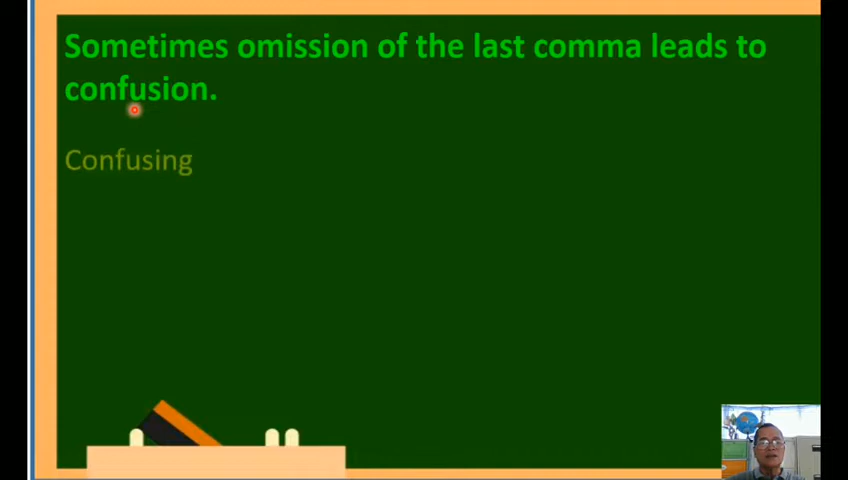 Sometimes omission of the last comma leads to
confusion.
Confusing